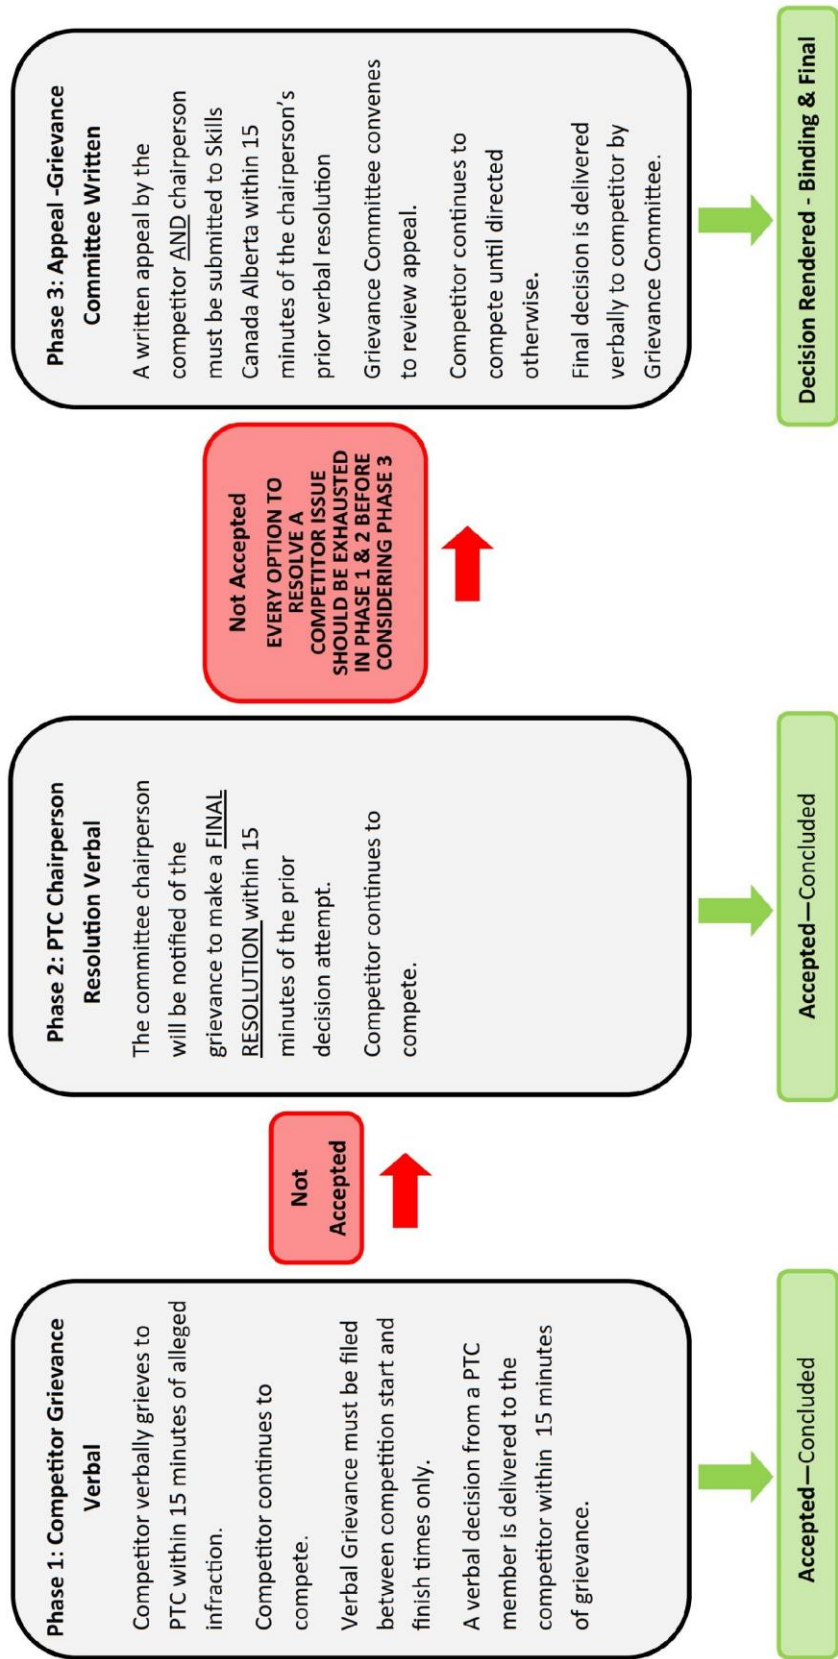 Phase 1: Competitor Grievance
Verbal
Competitor verbally grieves to
PTC within 15 minutes of alleged
infraction.
Competitor continues to
compete.
Verbal Grievance must be filed
between competition start and
finish times only.
A verbal decision from a PTC
member is delivered to the
competitor within 15 minutes
of grievance.
Accepted—Concluded
Not
Accepted
Phase 2: PTC Chairperson
Resolution Verbal
The committee chairperson
will be notified of the
grievance to make a FINAL
RESOLUTION within 15
minutes of the prior
decision attempt.
Competitor continues to
compete.
Accepted—Concluded
Not Accepted
EVERY OPTION TO
RESOLVE A
COMPETITOR ISSUE
SHOULD BE EXHAUSTED
IN PHASE 1 & 2 BEFORE
CONSIDERING PHASE 3
Phase 3: Appeal -Grievance
Committee Written
A written appeal by the
competitor AND chairperson
must be submitted to Skills
Canada Alberta within 15
minutes of the chairperson’s
prior verbal resolution
Grievance Committee convenes
to review appeal.
Competitor continues to
compete until directed
otherwise.
Final decision is delivered
verbally to competitor by
Grievance Committee.
Decision Rendered - Binding & Final